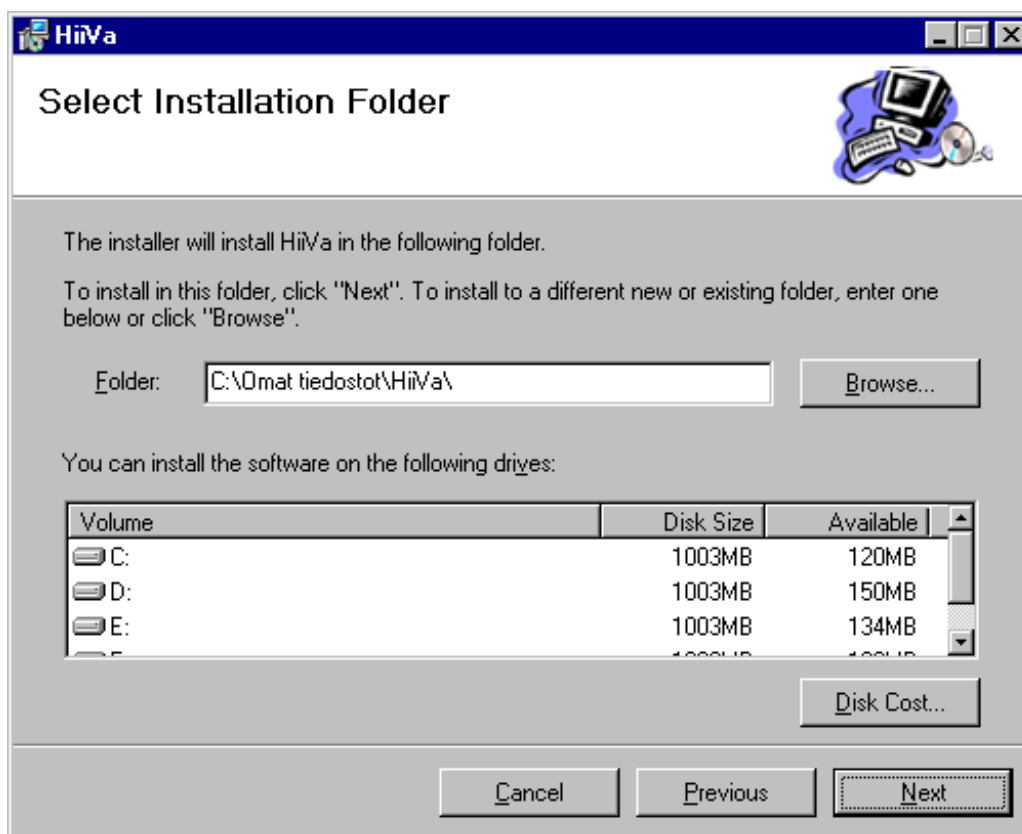 HiiVa
Select Installation Folder
The installer will install HiiVa in the following folder.
To install in this folder, click "Next". To install to a different new or existing folder, enter one
below or click "Browse".
Folder: C:\Omat tiedostot\HiiVa\ Browse...
You can install the software on the following drives:
Volume Disk Size Available
C: 1003MB 120MB
D: 1003MB 150MB
E: 1003MB 134MB
Disk Cost...
Cancel Previous Next